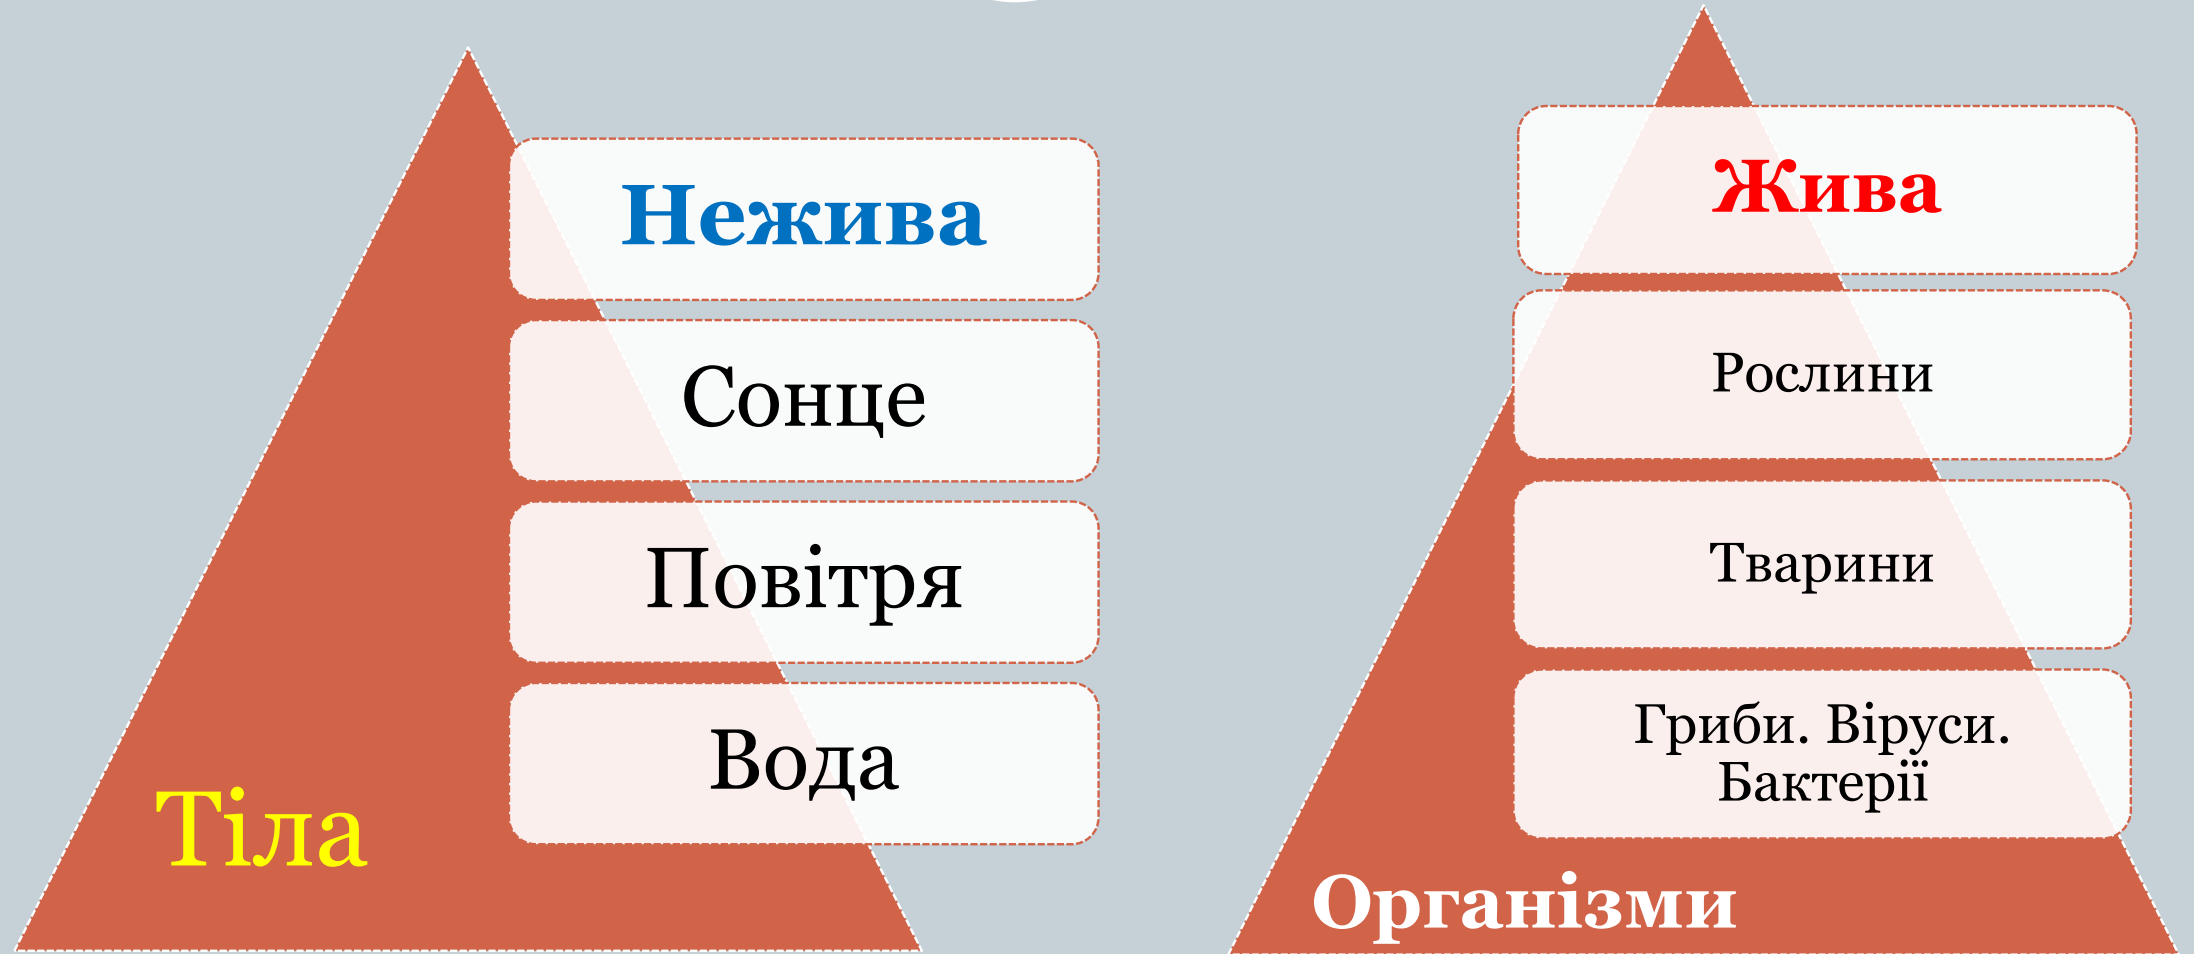 Нежива
Сонце
Повітря
Вода
Тіла
Жива
Рослини
Тварини
Гриби. Віруси.
Бактерії
Організми